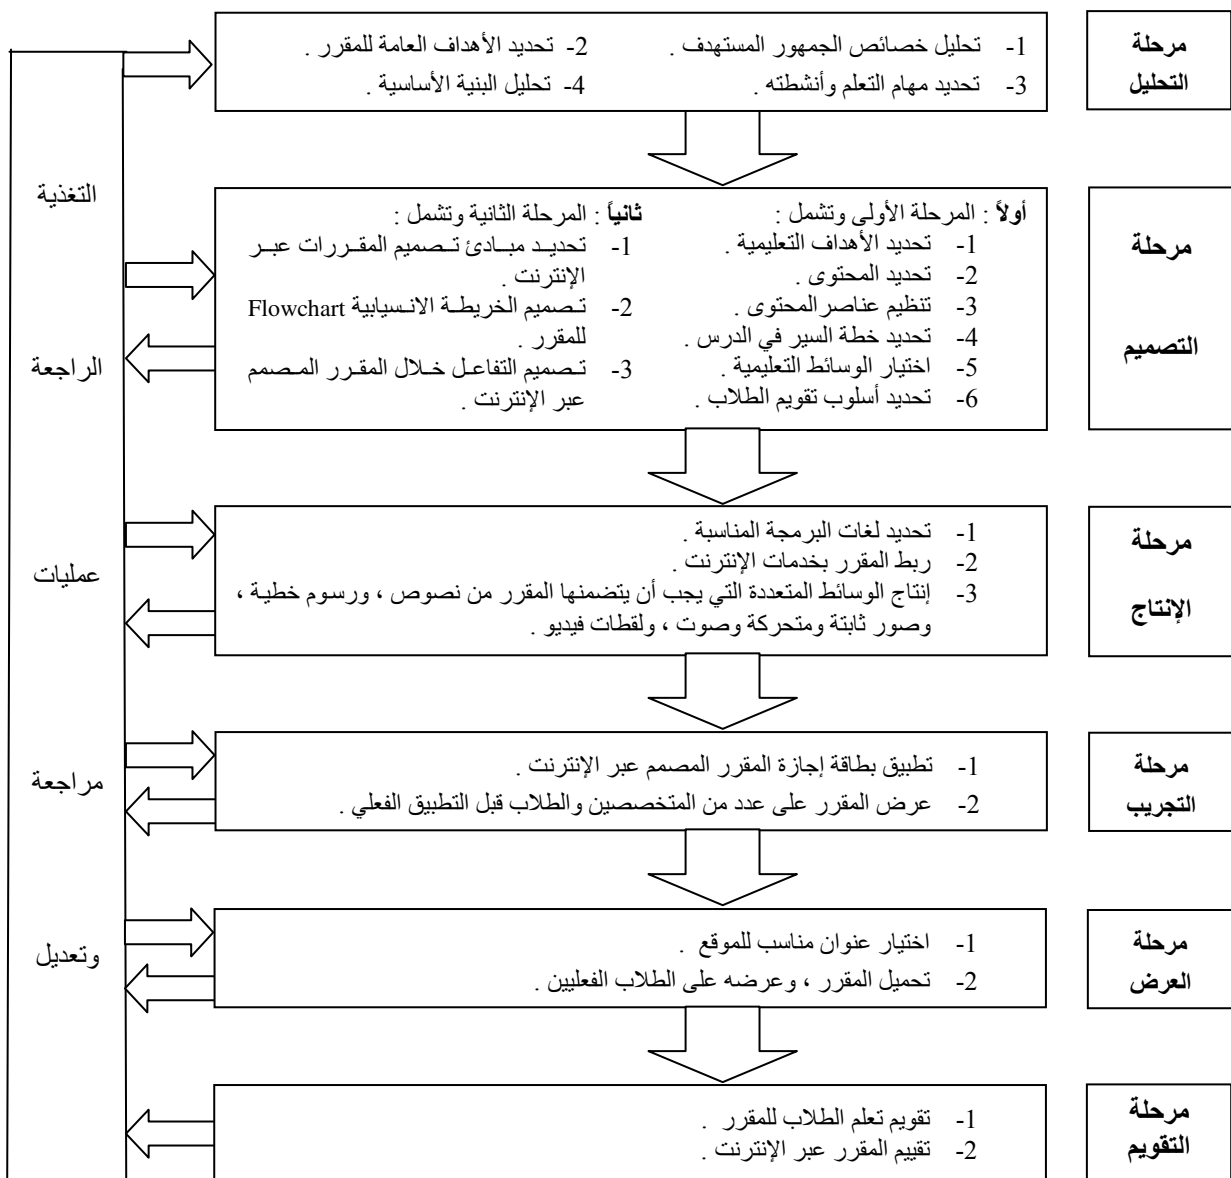 مرحلة
التحليل
1- تحليل خصائص الجمهور المستهدف .
2- تحديد الأهداف العامة للمقرر .
3- تحديد مهام التعلم وأنشطته .
4- تحليل البنية الأساسية .
مرحلة
التصميم
أولاً : المرحلة الأولى وتشمل :
1- تحديد الأهداف التعليمية .
2- تحديد المحتوى .
3- تنظيم عناصر المحتوى .
4- تحديد خطة السير في الدرس .
5- اختيار الوسائط التعليمية .
6- تحديد أسلوب تقويم الطلاب .
ثانياً : المرحلة الثانية وتشمل :
1- تحديد مبادئ تصميم المقررات عبر
الإنترنت .
2- تصميم الخريطة الانسيابية Flowchart
للمقرر .
3- تصميم التفاعل خلال المقرر المصمم
عبر الإنترنت .
مرحلة
الإنتاج
1- تحديد لغات البرمجة المناسبة .
2- ربط المقرر بخدمات الإنترنت .
3- إنتاج الوسائط المتعددة التي يجب أن يتضمنها المقرر من نصوص ، ورسوم خطية ،
وصور ثابتة ومتحركة وصوت ، ولقطات فيديو .
مرحلة
التجريب
1- تطبيق بطاقة إجازة المقرر المصمم عبر الإنترنت .
2- عرض المقرر على عدد من المتخصصين والطلاب قبل التطبيق الفعلي .
مرحلة
العرض
1- اختيار عنوان مناسب للموقع .
2- تحميل المقرر ، وعرضه على الطلاب الفعليين .
مرحلة
التقويم
1- تقويم تعلم الطلاب للمقرر .
2- تقييم المقرر عبر الإنترنت .
التغذية
الراجعة
عمليات
مراجعة
وتعديل